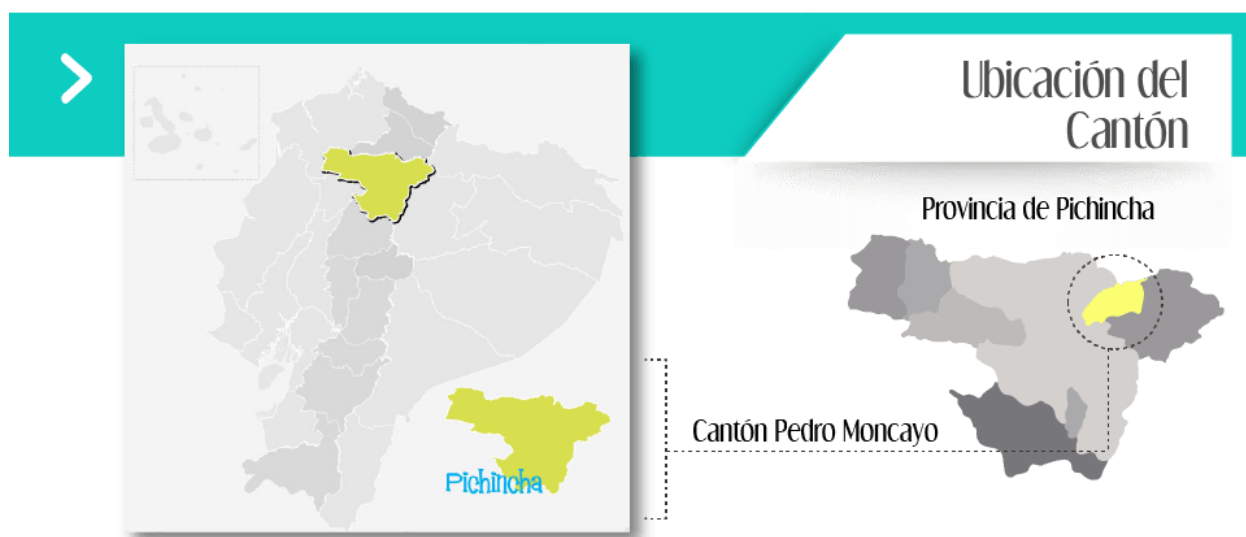 Ubicación del
Cantón
Provincia de Pichincha
Cantón Pedro Moncayo
Pichincha